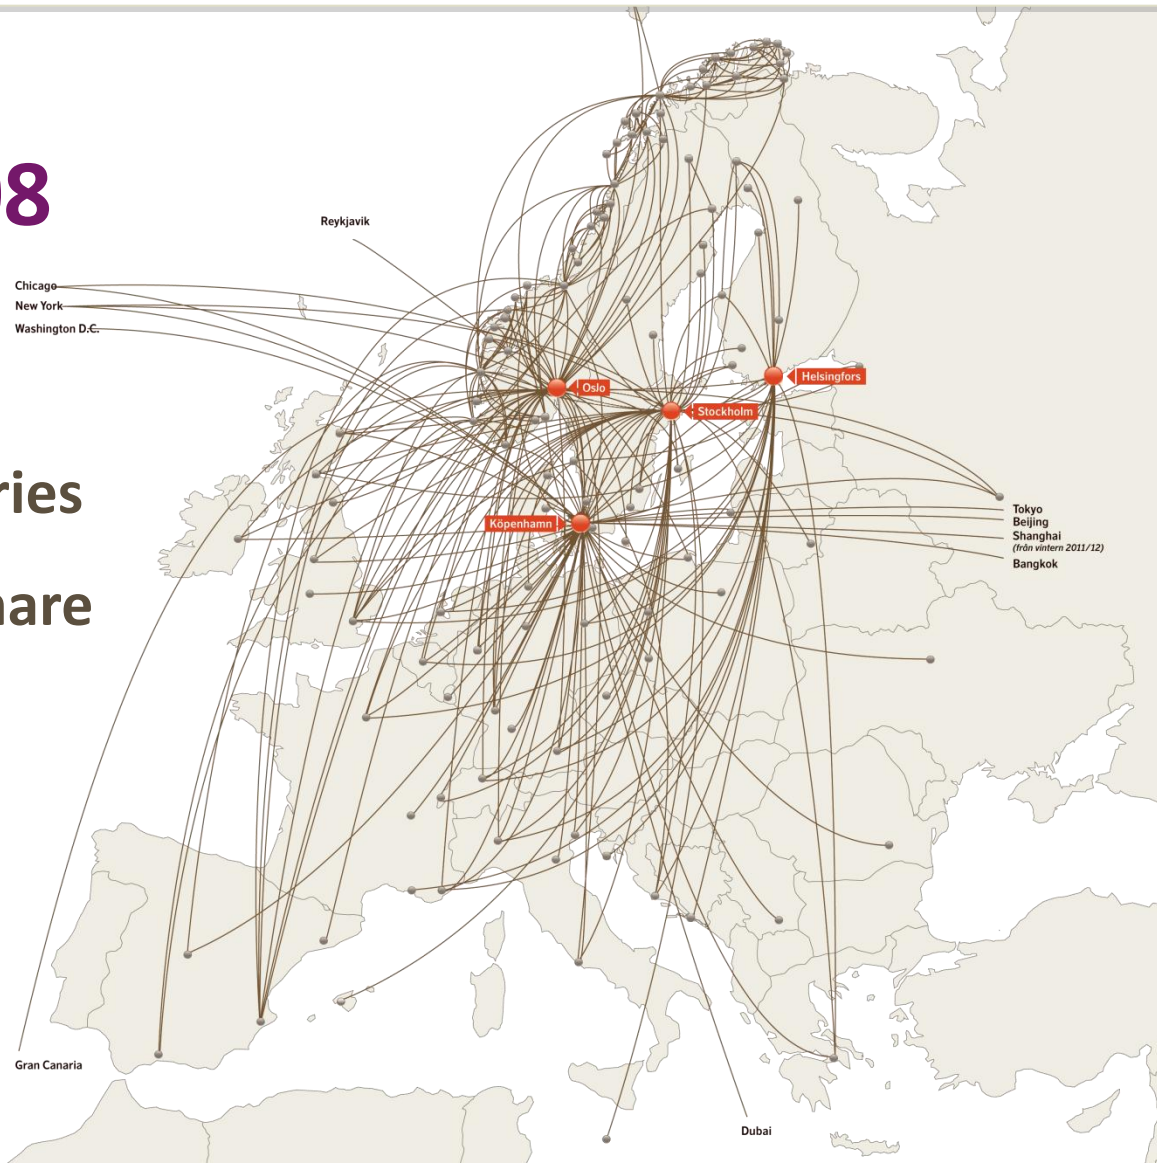 08
Reykjavik
Chicago
New York
Washington D.C.
Oslo
Helsingfors
Stockholm
ries
Köpenhamn
Tokyo
Beijing
Shanghai
(från vintern 2011/12)
Bangkok
hare
Gran Canaria
Dubai